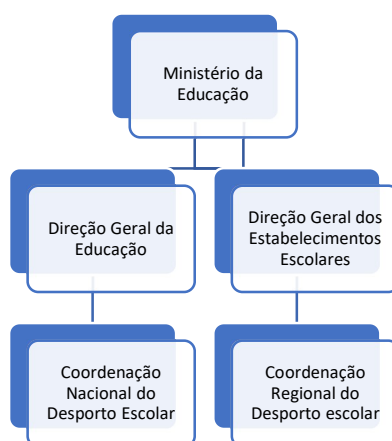 Ministério da
Educação
Direção Geral da
Educação
Direção Geral dos
Estabelecimentos
Escolares
Coordenação
Nacional do
Desporto Escolar
Coordenação
Regional do
Desporto escolar